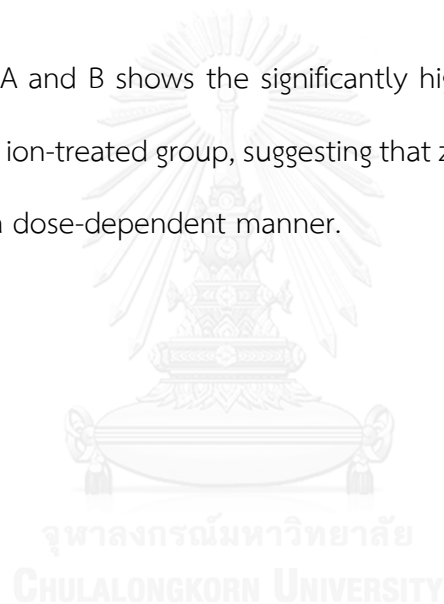 A and B shows the significantly hi
ion-treated group, suggesting that z
a dose-dependent manner.
จุฬาลงกรณ์มหาวิทยาลัย
CHULALONGKORN UNIVERSITY